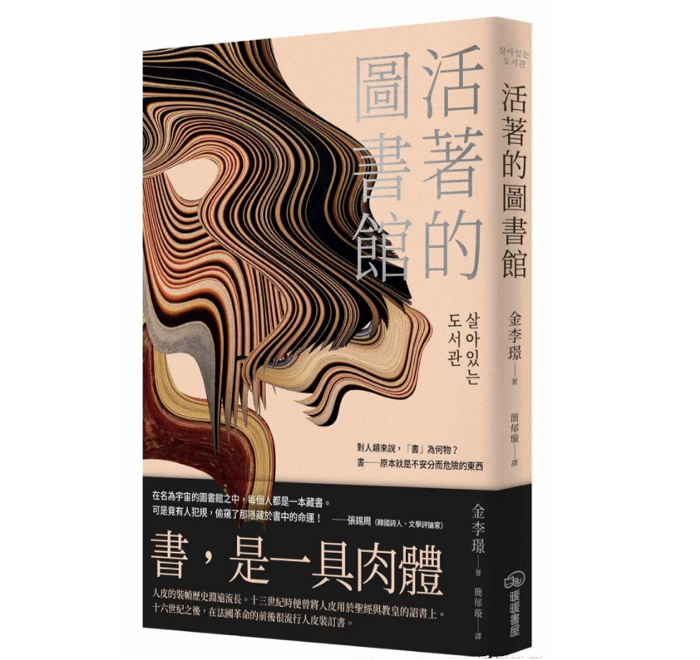 活著的
圖書館
살아있는
도서관
對人類來說，「書」為何物？
書──原本就是不安分而危險的東西
在名為宇宙的圖書館之中，每個人都是一本藏書。
可是竟有人犯規，偷窺了那隱藏於書中的命運！ ──張錫周（韓國詩人、文學評論家）
書，是一具肉體
人皮的裝幀歷史淵遠流長。十三世紀時便曾將人皮用於聖經與教皇的詔書上。
十六世紀之後，在法國革命的前後很流行人皮裝訂書。
살아있는
도서관
活著的圖書館
金李璟──著
簡郁璇──譯
金李璟──著
簡郁璇──譯
暖暖書屋